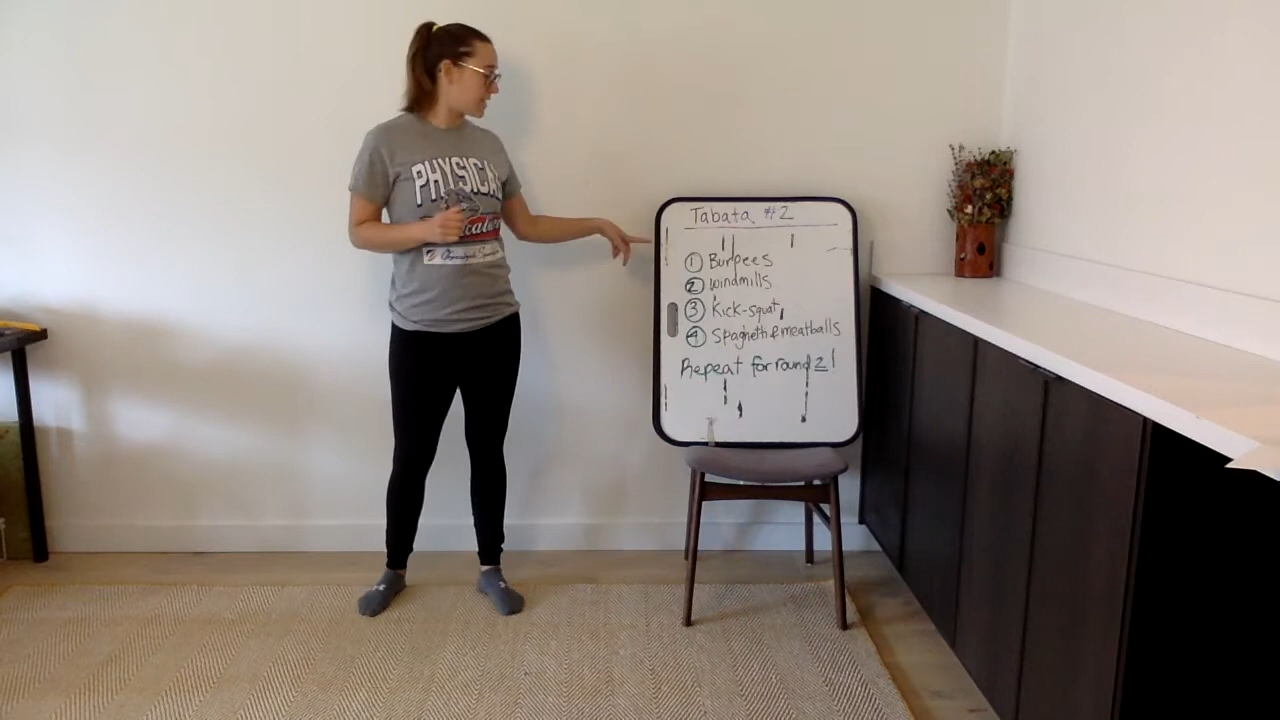 PHYSICAL
Tabata #2
① Burpees
② Windmills
③ Kick-squat
④ Spaghetti & meatballs
Repeat for round 2!